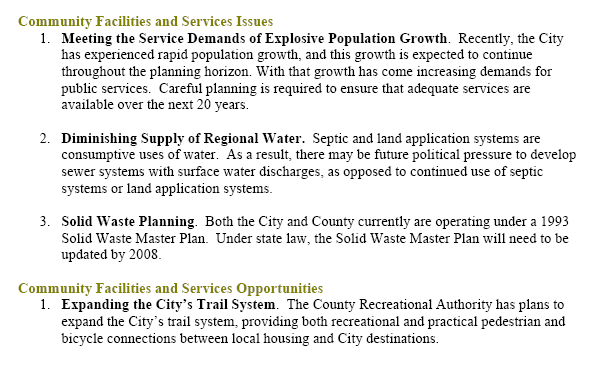 Community Facilities and Services Issues
1. Meeting the Service Demands of Explosive Population Growth. Recently, the City
has experienced rapid population growth, and this growth is expected to continue
throughout the planning horizon. With that growth has come increasing demands for
public services. Careful planning is required to ensure that adequate services are
available over the next 20 years.
2. Diminishing Supply of Regional Water. Septic and land application systems are
consumptive uses of water. As a result, there may be future political pressure to develop
sewer systems with surface water discharges, as opposed to continued use of septic
systems or land application systems.
3. Solid Waste Planning. Both the City and County currently are operating under a 1993
Solid Waste Master Plan. Under state law, the Solid Waste Master Plan will need to be
updated by 2008.
Community Facilities and Services Opportunities
1. Expanding the City's Trail System. The County Recreational Authority has plans to
expand the City's trail system, providing both recreational and practical pedestrian and
bicycle connections between local housing and City destinations.